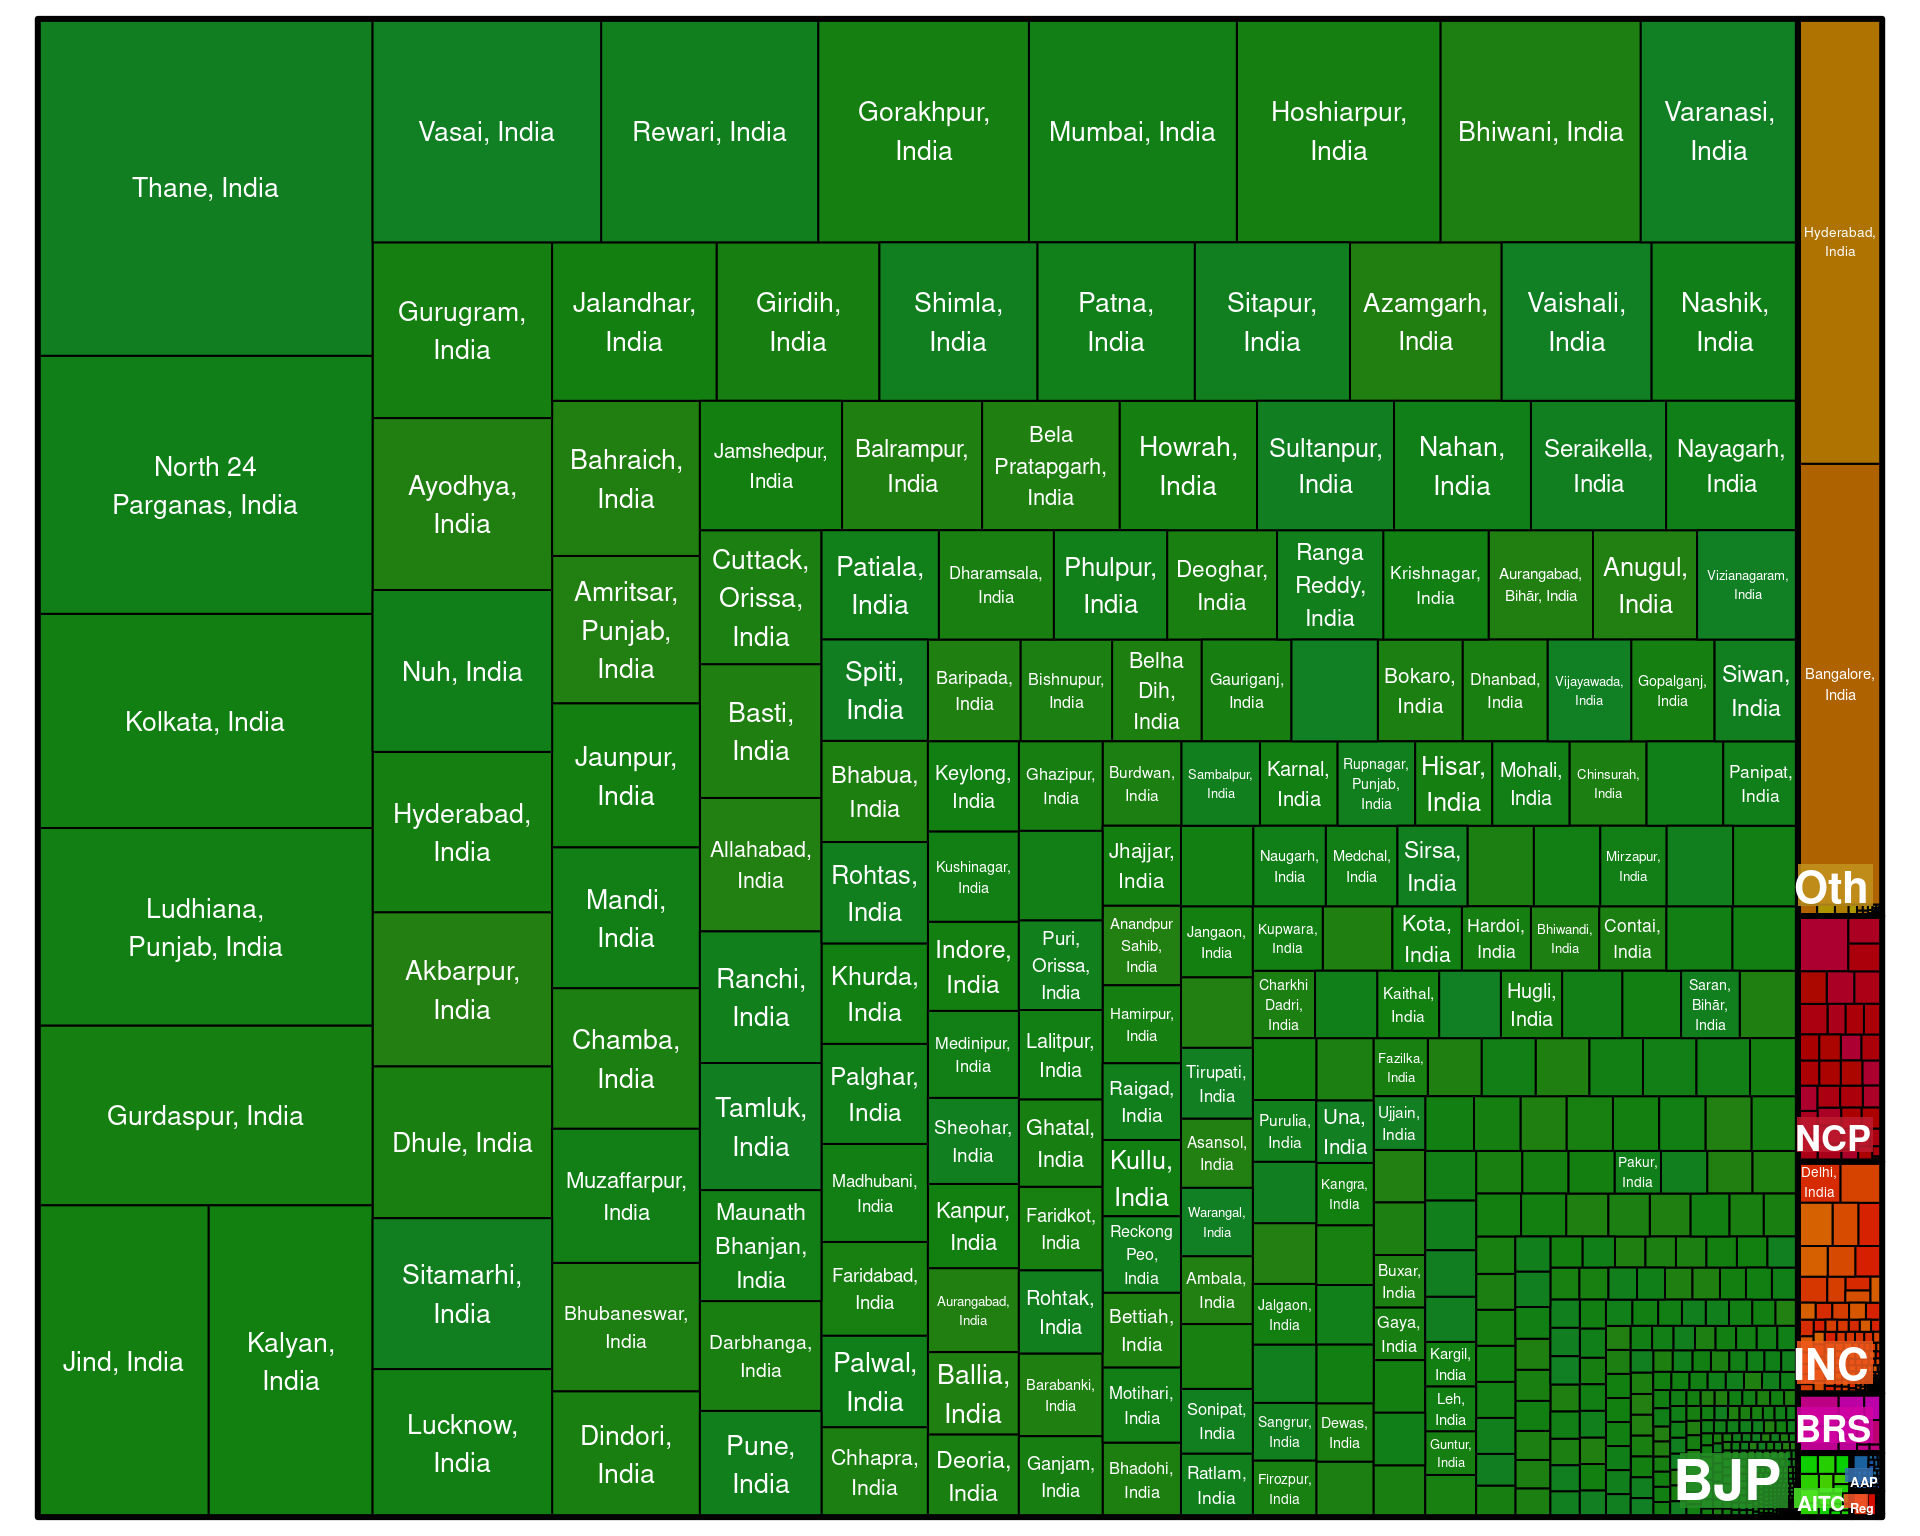 Thane, India
North 24
Parganas, India
Kolkata, India
Ludhiana,
Punjab, India
Gurdaspur, India
Jind, India
Kalyan,
India
Vasai, India
Rewari, India
Gorakhpur,
India
Mumbai, India
Hoshiarpur,
India
Bhiwani, India
Varanasi,
India
Gurugram,
India
Ayodhya,
India
Nuh, India
Hyderabad,
India
Akbarpur,
India
Dhule, India
Sitamarhi,
India
Lucknow,
India
Jalandhar,
India
Giridih,
India
Shimla,
India
Patna,
India
Sitapur,
India
Azamgarh,
India
Vaishali,
India
Nashik,
India
Bahraich,
India
Amritsar,
Punjab,
India
Jaunpur,
India
Mandi,
India
Chamba,
India
Muzaffarpur,
India
Bhubaneswar,
India
Dindori,
India
Jamshedpur,
India
Balrampur,
India
Bela
Pratapgarh,
India
Howrah,
India
Sultanpur,
India
Nahan,
India
Seraikella,
India
Nayagarh,
India
Cuttack,
Orissa,
India
Basti,
India
Allahabad,
India
Ranchi,
India
Tamluk,
India
Maunath
Bhanjan,
India
Darbhanga,
India
Pune,
India
Patiala,
India
Dharamsala,
India
Phulpur,
India
Deoghar,
India
Ranga
Reddy,
India
Krishnagar,
India
Aurangabad,
Bihār, India
Anugul,
India
Vizianagaram,
India
Spiti,
India
Bhabua,
India
Rohtas,
India
Khurda,
India
Palghar,
India
Madhubani,
India
Faridabad,
India
Palwal,
India
Chhapra,
India
Baripada,
India
Bishnupur,
India
Belha
Dih,
India
Gauriganj,
India
Bokaro,
India
Dhanbad,
India
Vijayawada,
India
Gopalganj,
India
Siwan,
India
Keylong,
India
Kushinagar,
India
Indore,
India
Medinipur,
India
Sheohar,
India
Kanpur,
India
Aurangabad,
India
Ballia,
India
Deoria,
India
Ghazipur,
India
Puri,
Orissa,
India
Lalitpur,
India
Ghatal,
India
Faridkot,
India
Rohtak,
India
Barabanki,
India
Ganjam,
India
Burdwan,
India
Sambalpur,
India
Karnal,
India
Rupnagar,
Punjab,
India
Hisar,
India
Mohali,
India
Chinsurah,
India
Panipat,
India
Jhajjar,
India
Anandpur
Sahib,
India
Hamirpur,
India
Raigad,
India
Kullu,
India
Reckong
Peo,
India
Bettiah,
India
Motihari,
India
Bhadohi,
India
Jangaon,
India
Tirupati,
India
Asansol,
India
Warangal,
India
Ambala,
India
Sonipat,
India
Ratlam,
India
Naugarh,
India
Medchal,
India
Sirsa,
India
Mirzapur,
India
Kupwara,
India
Kota,
India
Hardoi,
India
Bhiwandi,
India
Contai,
India
Charkhi
Dadri,
India
Kaithal,
India
Hugli,
India
Saran,
Bihār,
India
Purulia,
India
Jalgaon,
India
Sangrur,
India
Firozpur,
India
Una,
India
Kangra,
India
Dewas,
India
Fazilka,
India
Ujjain,
India
Buxar,
India
Gaya,
India
Pakur,
India
Kargil,
India
Leh,
India
Guntur,
India
BJP
Hyderabad,
India
Bangalore,
India
Oth
NCP
Delhi,
India
INC
BRS
AITC
AAP
Reg